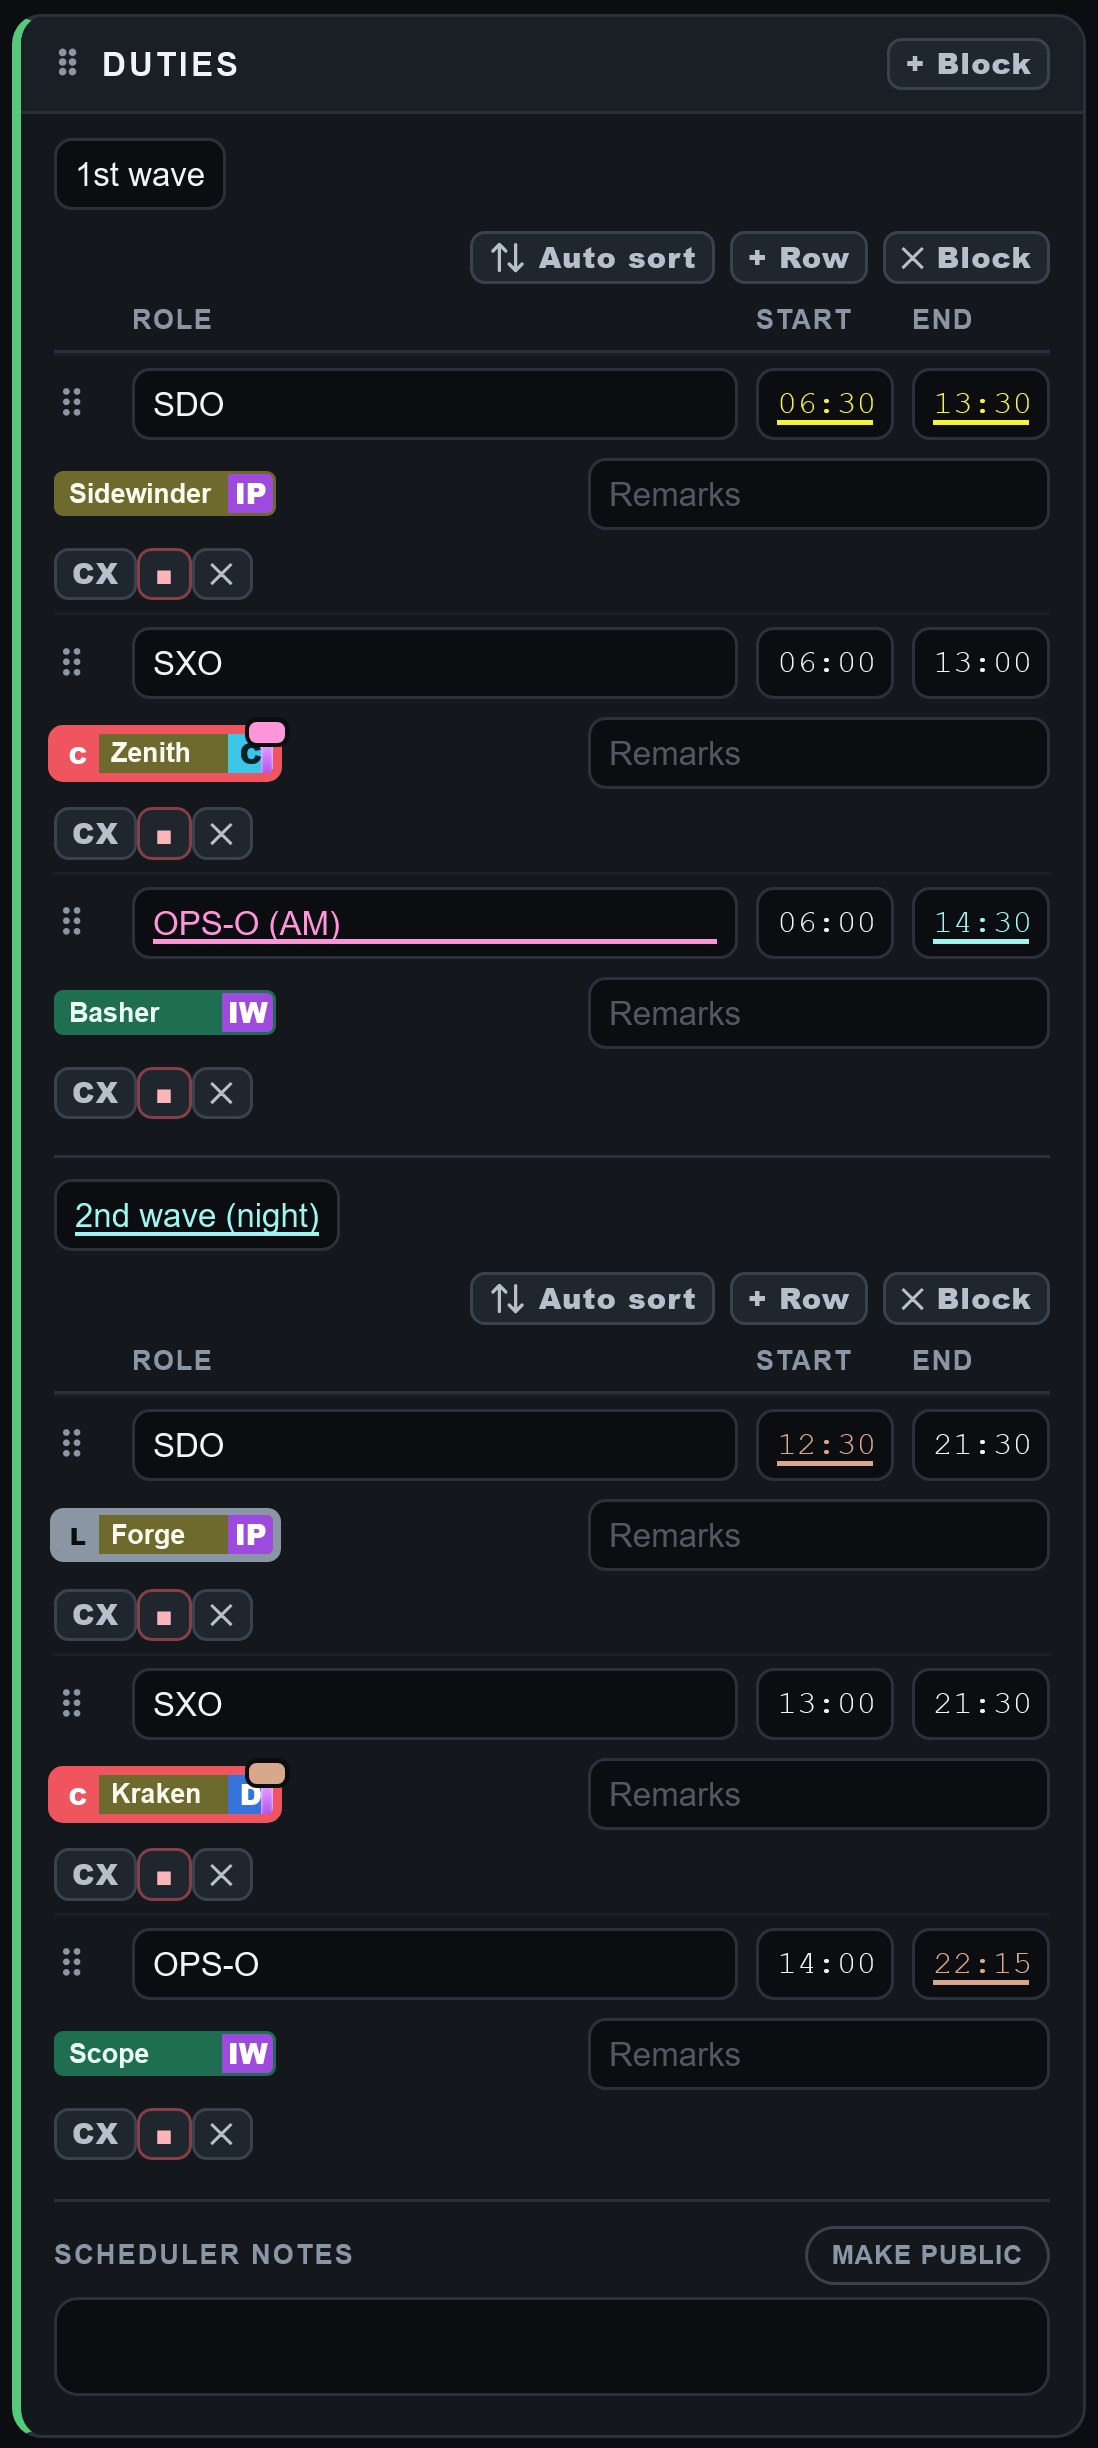 DUTIES + Block
1st wave
Auto sort + Row × Block
ROLE START END
SDO 06:30 13:30
Sidewinder IP Remarks
CX
SXO 06:00 13:00
C Zenith C Remarks
CX
OPS-O (AM) 06:00 14:30
Basher IW Remarks
CX
2nd wave (night)
Auto sort + Row × Block
ROLE START END
SDO 12:30 21:30
L Forge IP Remarks
CX
SXO 13:00 21:30
C Kraken D Remarks
CX
OPS-O 14:00 22:15
Scope IW Remarks
CX
SCHEDULER NOTES MAKE PUBLIC